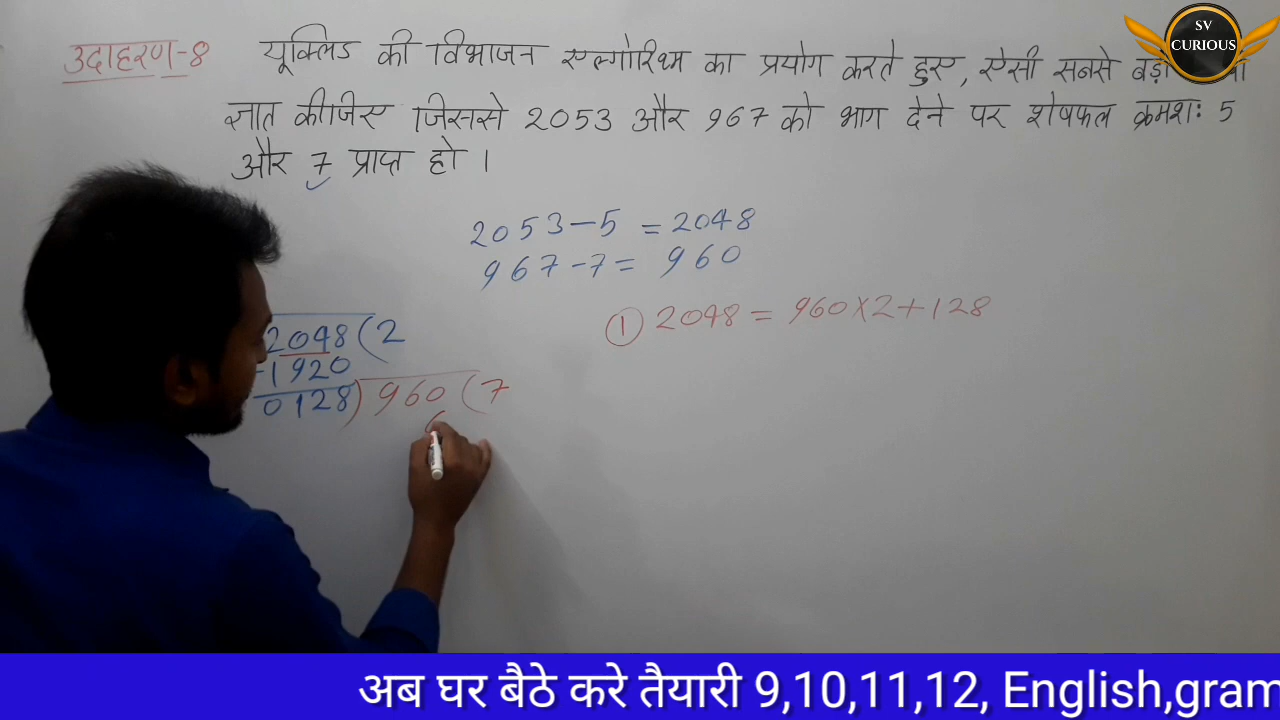 SV
CURIOUS
उदाहरण-8 यूक्लिड की विभाजन एल्गोरिथ्म का प्रयोग करते हुए, ऐसी सबसे बड़ी
ज्ञात कीजिए जिससे 2053 और 967 को भाग देने पर शेषफल क्रमशः 5
और 7 प्राप्त हो ।
2053-5 = 2048
967-7= 960
① 2048 = 960×2+128
2048(2
-1920
0128)960(7
6
अब घर बैठे करे तैयारी 9,10,11,12, English,gram